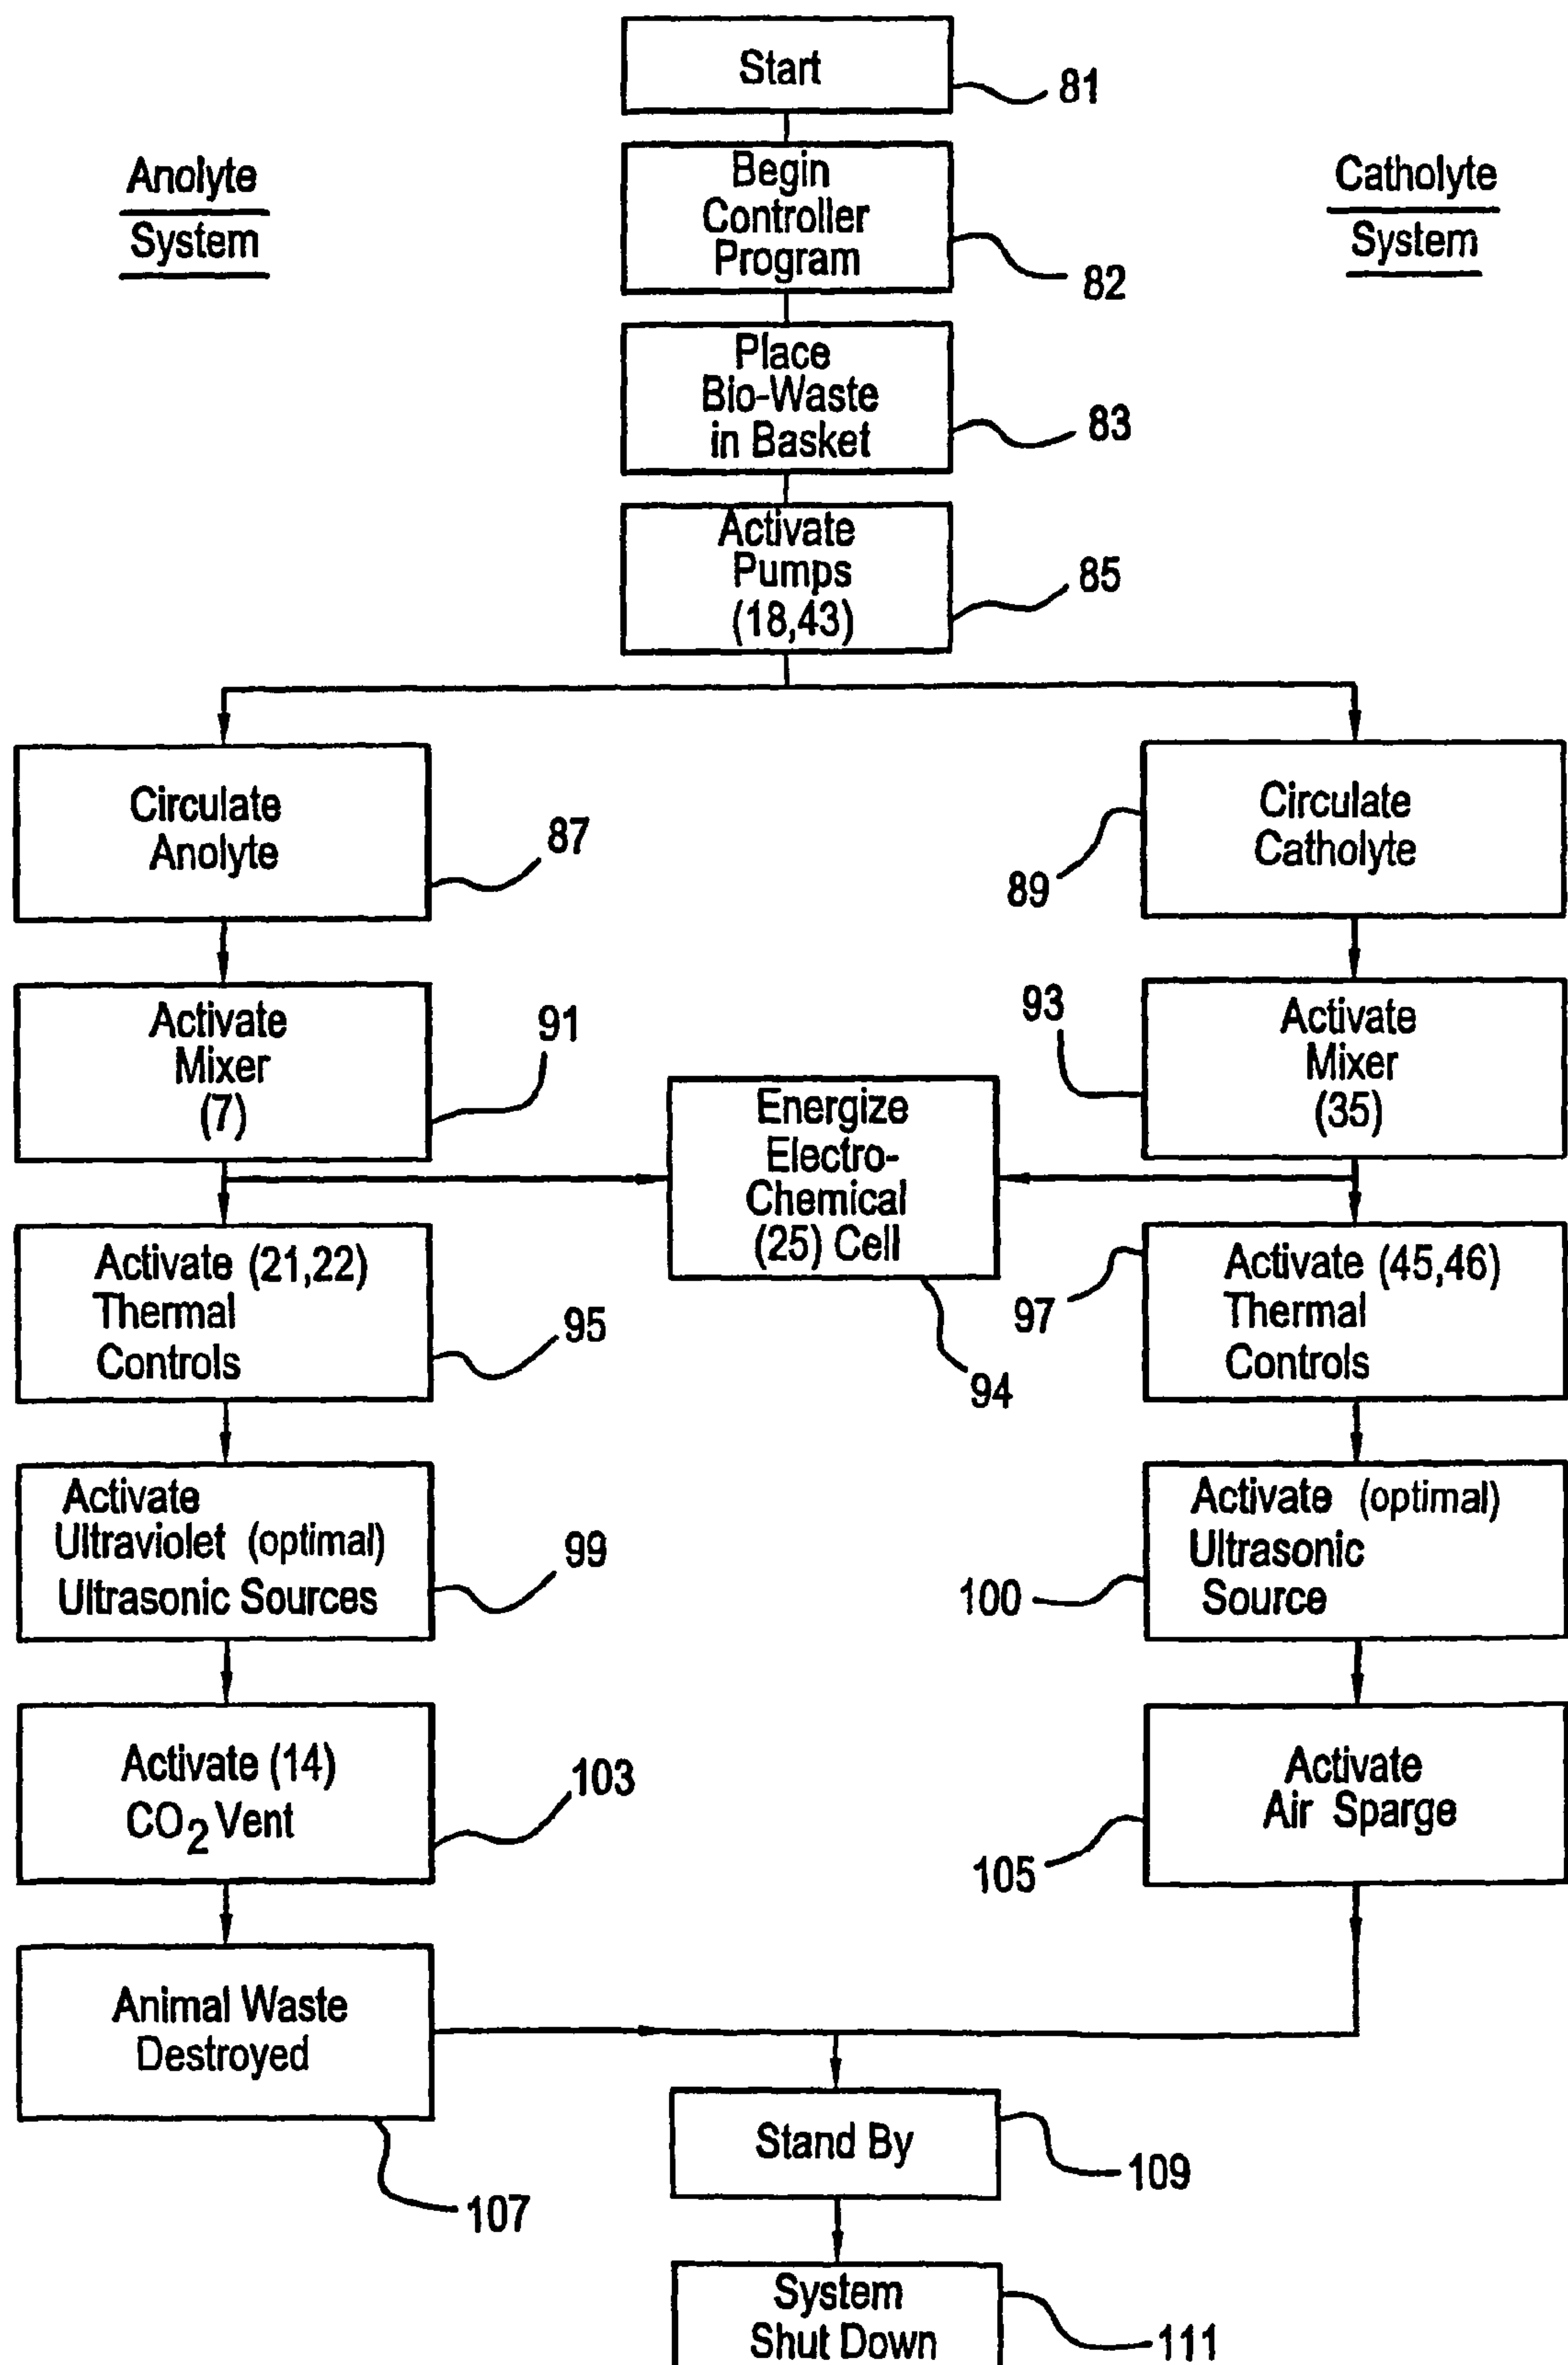 Start
81
Anolyte
System
Catholyte
System
Begin
Controller
Program
82
Place
Bio-Waste
in Basket
83
Activate
Pumps
(18,43)
85
Circulate
Anolyte
87
Circulate
Catholyte
89
Activate
Mixer
(7)
91
Activate
Mixer
(35)
93
Energize
Electro-
Chemical
(25) Cell
94
Activate (21,22)
Thermal
Controls
95
Activate (45,46)
Thermal
Controls
97
Activate
Ultraviolet (optimal)
Ultrasonic Sources
99
Activate (optimal)
Ultrasonic
Source
100
Activate (14)
CO2 Vent
103
Activate
Air Sparge
105
Animal Waste
Destroyed
107
Stand By
109
System
Shut Down
111